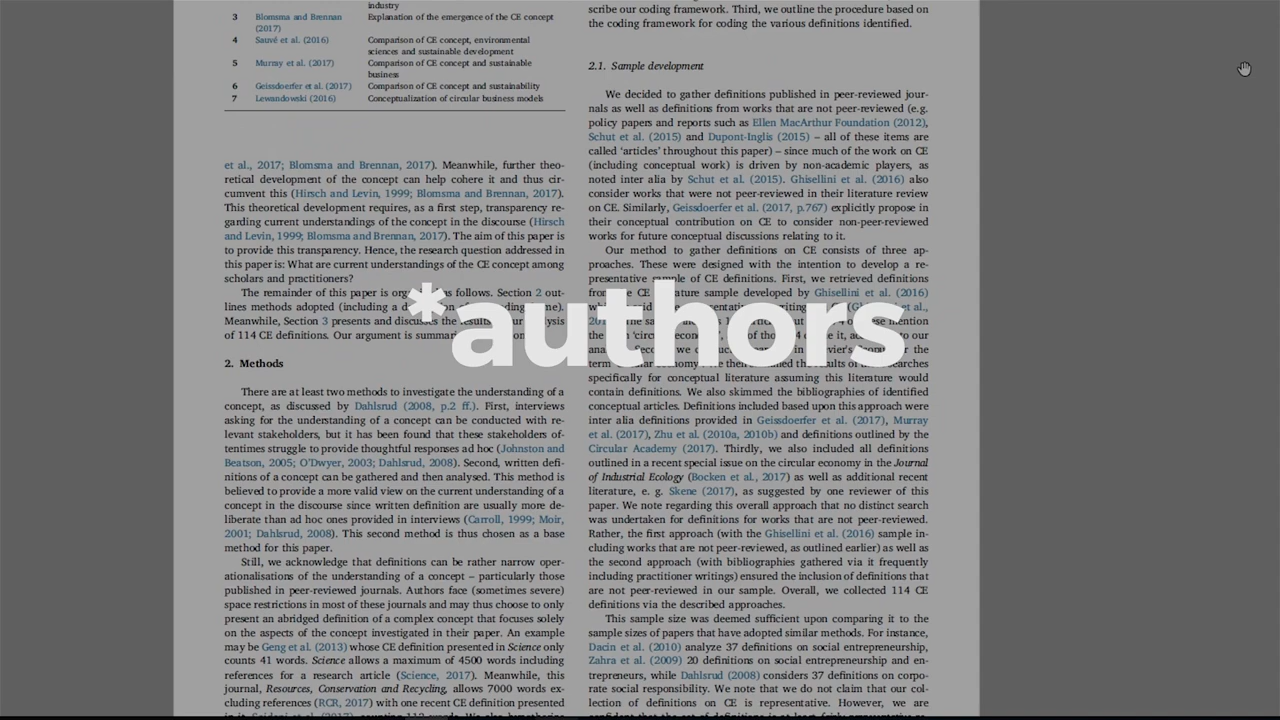 industry
3 Blomsma and Brennan Explanation of the emergence of the CE concept
(2017)
4 Sauvé et al. (2016) Comparison of CE concept, environmental
sciences and sustainable development
5 Murray et al. (2017) Comparison of CE concept and sustainable
business
6 Geissdoerfer et al. (2017) Comparison of CE concept and sustainability
7 Lewandowski (2016) Conceptualization of circular business models
et al., 2017; Blomsma and Brennan, 2017). Meanwhile, further theo-
retical development of the concept can help cohere it and thus cir-
cumvent this (Hirsch and Levin, 1999; Blomsma and Brennan, 2017).
This theoretical development requires, as a first step, transparency re-
garding current understandings of the concept in the discourse (Hirsch
and Levin, 1999; Blomsma and Brennan, 2017). The aim of this paper is
to provide this transparency. Hence, the research question addressed in
this paper is: What are current understandings of the CE concept among
scholars and practitioners?
The remainder of this paper is as follows. Section 2 out-
lines methods adopted (including a
Meanwhile, Section 3 presents and
of 114 CE definitions. Our argument is
2. Methods
There are at least two methods to investigate the understanding of a
concept, as discussed by Dahlsrud (2008, p.2 ff.). First, interviews
asking for the understanding of a concept can be conducted with re-
levant stakeholders, but it has been found that these stakeholders of-
tentimes struggle to provide thoughtful responses ad hoc (Johnston and
Beatson, 2005; O'Dwyer, 2003; Dahlsrud, 2008). Second, written defi-
nitions of a concept can be gathered and then analysed. This method is
believed to provide a more valid view on the current understanding of a
concept in the discourse since written definition are usually more de-
liberate than ad hoc ones provided in interviews (Carroll, 1999; Moir,
2001; Dahlsrud, 2008). This second method is thus chosen as a base
method for this paper.
Still, we acknowledge that definitions can be rather narrow oper-
ationalisations of the understanding of a concept – particularly those
published in peer-reviewed journals. Authors face (sometimes severe)
space restrictions in most of these journals and may thus choose to only
present an abridged definition of a complex concept that focuses solely
on the aspects of the concept investigated in their paper. An example
may be Geng et al. (2013) whose CE definition presented in Science only
counts 41 words. Science allows a maximum of 4500 words including
references for a research article (Science, 2017). Meanwhile, this
journal, Resources, Conservation and Recycling, allows 7000 words ex-
cluding references (RCR, 2017) with one recent CE definition presented
scribe our coding framework. Third, we outline the procedure based on
the coding framework for coding the various definitions identified.
2.1. Sample development
We decided to gather definitions published in peer-reviewed jour-
nals as well as definitions from works that are not peer-reviewed (e.g.
policy papers and reports such as Ellen MacArthur Foundation (2012),
Schut et al. (2015) and Dupont-Inglis (2015) – all of these items are
called ‘articles’ throughout this paper) – since much of the work on CE
(including conceptual work) is driven by non-academic players, as
noted inter alia by Schut et al. (2015). Ghisellini et al. (2016) also
consider works that were not peer-reviewed in their literature review
on CE. Similarly, Geissdoerfer et al. (2017, p.767) explicitly propose in
their conceptual contribution on CE to consider non-peer-reviewed
works for future conceptual discussions relating to it.
Our method to gather definitions on CE consists of three ap-
proaches. These were designed with the intention to develop a re-
presentative sample of CE definitions. First, we retrieved definitions
sample developed by Ghisellini et al. (2016)
specifically for conceptual literature assuming this literature would
contain definitions. We also skimmed the bibliographies of identified
conceptual articles. Definitions included based upon this approach were
inter alia definitions provided in Geissdoerfer et al. (2017), Murray
et al. (2017), Zhu et al. (2010a, 2010b) and definitions outlined by the
Circular Academy (2017). Thirdly, we also included all definitions
outlined in a recent special issue on the circular economy in the Journal
of Industrial Ecology (Bocken et al., 2017) as well as additional recent
literature, e. g. Skene (2017), as suggested by one reviewer of this
paper. We note regarding this overall approach that no distinct search
was undertaken for definitions for works that are not peer-reviewed.
Rather, the first approach (with the Ghisellini et al. (2016) sample in-
cluding works that are not peer-reviewed, as outlined earlier) as well as
the second approach (with bibliographies gathered via it frequently
including practitioner writings) ensured the inclusion of definitions that
are not peer-reviewed in our sample. Overall, we collected 114 CE
definitions via the described approaches.
This sample size was deemed sufficient upon comparing it to the
sample sizes of papers that have adopted similar methods. For instance,
Dacin et al. (2010) analyze 37 definitions on social entrepreneurship,
Zahra et al. (2009) 20 definitions on social entrepreneurship and en-
trepreneurs, while Dahlsrud (2008) considers 37 definitions on corpo-
rate social responsibility. We note that we do not claim that our col-
lection of definitions on CE is representative. However, we are
*authors